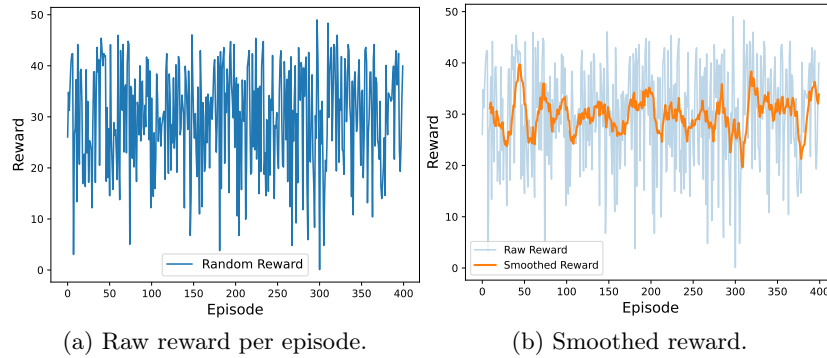 50
40
30
20
10
0
Reward
Random Reward
0 50 100 150 200 250 300 350 400
Episode
(a) Raw reward per episode.
50
40
30
20
10
0
Reward
Raw Reward
Smoothed Reward
0 50 100 150 200 250 300 350 400
Episode
(b) Smoothed reward.